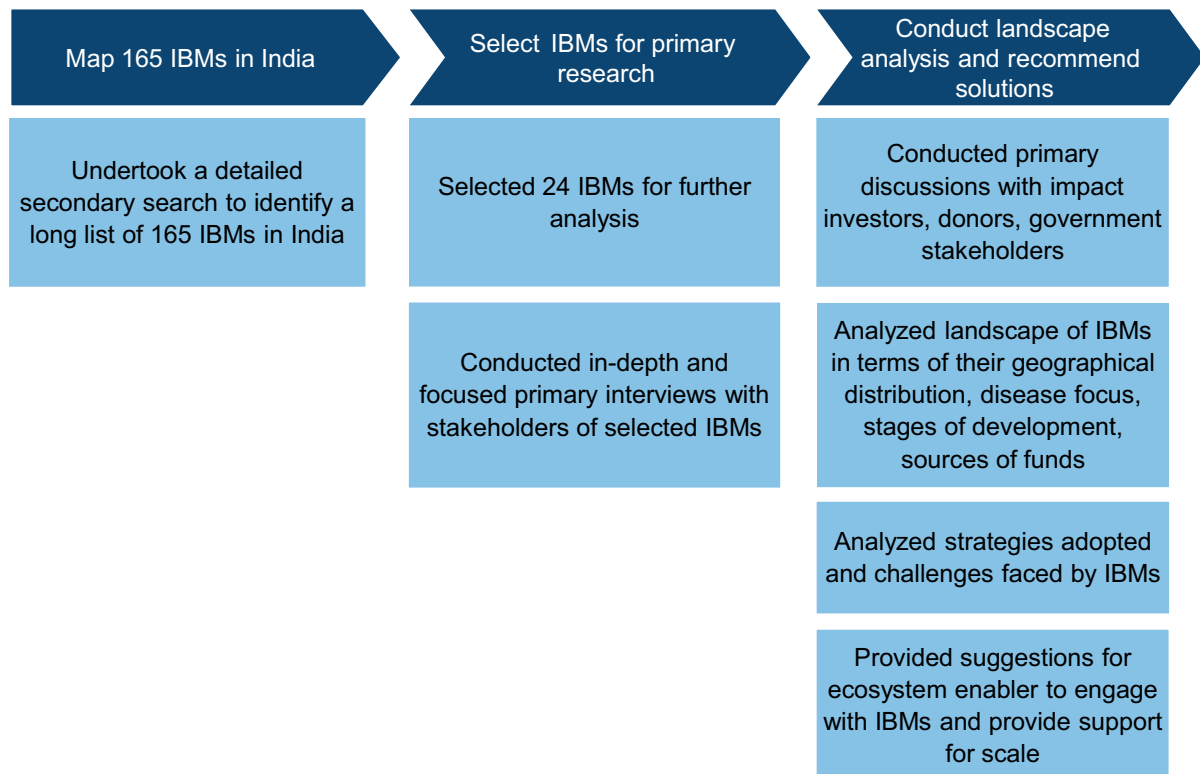 Map 165 IBMs in India
Select IBMs for primary
research
Conduct landscape
analysis and recommend
solutions
Undertook a detailed
secondary search to identify a
long list of 165 IBMs in India
Selected 24 IBMs for further
analysis
Conducted in-depth and
focused primary interviews with
stakeholders of selected IBMs
Conducted primary
discussions with impact
investors, donors, government
stakeholders
Analyzed landscape of IBMs
in terms of their geographical
distribution, disease focus,
stages of development,
sources of funds
Analyzed strategies adopted
and challenges faced by IBMs
Provided suggestions for
ecosystem enabler to engage
with IBMs and provide support
for scale